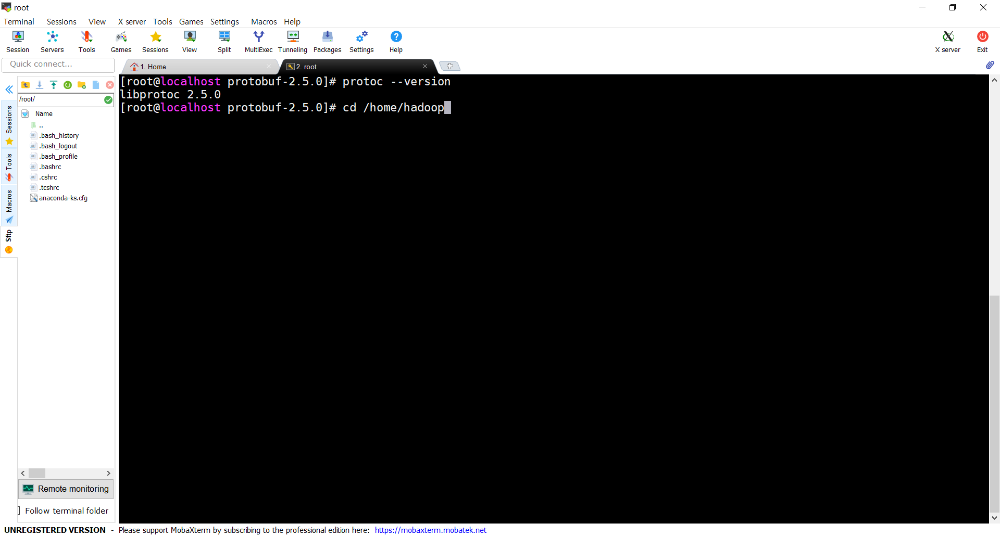 root
Terminal Sessions View X server Tools Games Settings Macros Help
Session Servers Tools Games Sessions View Split MultiExec Tunneling Packages Settings Help X server Exit
Quick connect...
1. Home
2. root
/root/
Name
..
.bash_history
.bash_logout
.bash_profile
.bashrc
.cshrc
.tcshrc
anaconda-ks.cfg
Sessions
Tools
Macros
Sftp
[root@localhost protobuf-2.5.0]# protoc --version
libprotoc 2.5.0
[root@localhost protobuf-2.5.0]# cd /home/hadoop
Remote monitoring
Follow terminal folder
UNREGISTERED VERSION - Please support MobaXterm by subscribing to the professional edition here: https://mobaxterm.mobatek.net